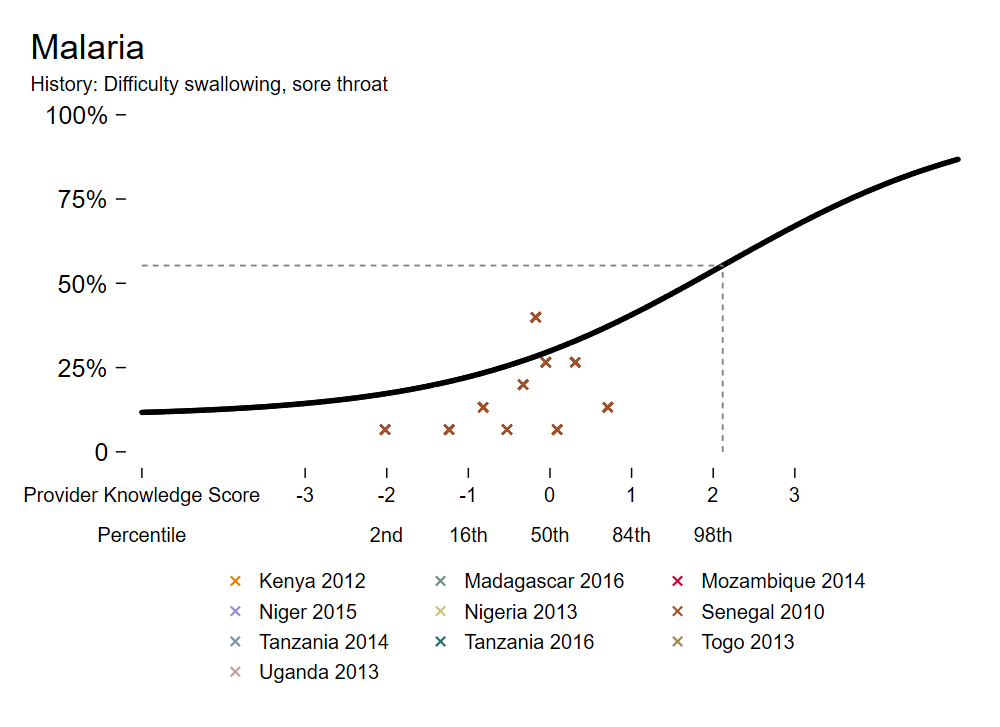 Malaria
History: Difficulty swallowing, sore throat
100%
75%
50%
25%
0
Provider Knowledge Score -3 -2 -1 0 1 2 3
Percentile 2nd 16th 50th 84th 98th
Kenya 2012 Madagascar 2016 Mozambique 2014
Niger 2015 Nigeria 2013 Senegal 2010
Tanzania 2014 Tanzania 2016 Togo 2013
Uganda 2013